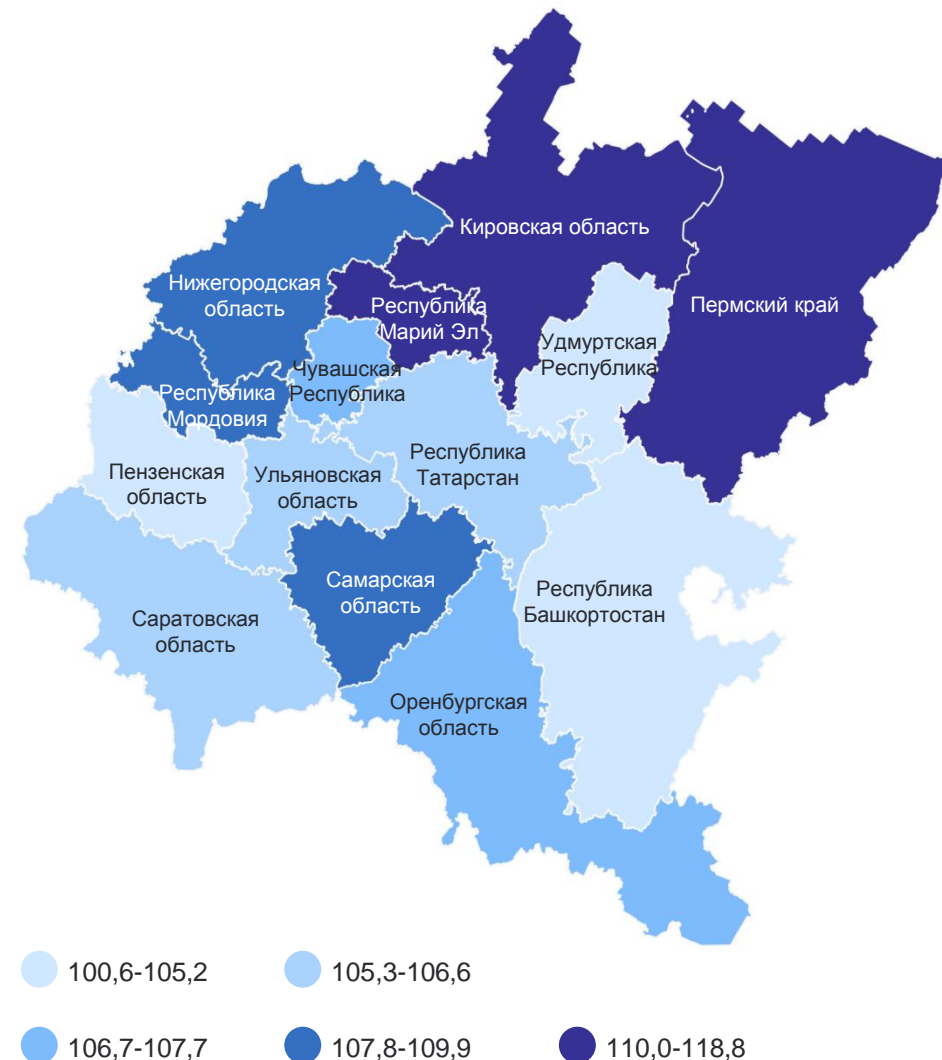 Кировская область
Нижегородская
область
Республика
Марий Эл
Пермский край
Удмуртская
Республика
Чувашская
Республика
Республика
Мордовия
Республика
Татарстан
Пензенская
область
Ульяновская
область
Самарская
область
Республика
Башкортостан
Саратовская
область
Оренбургская
область
100,6-105,2
105,3-106,6
106,7-107,7
107,8-109,9
110,0-118,8